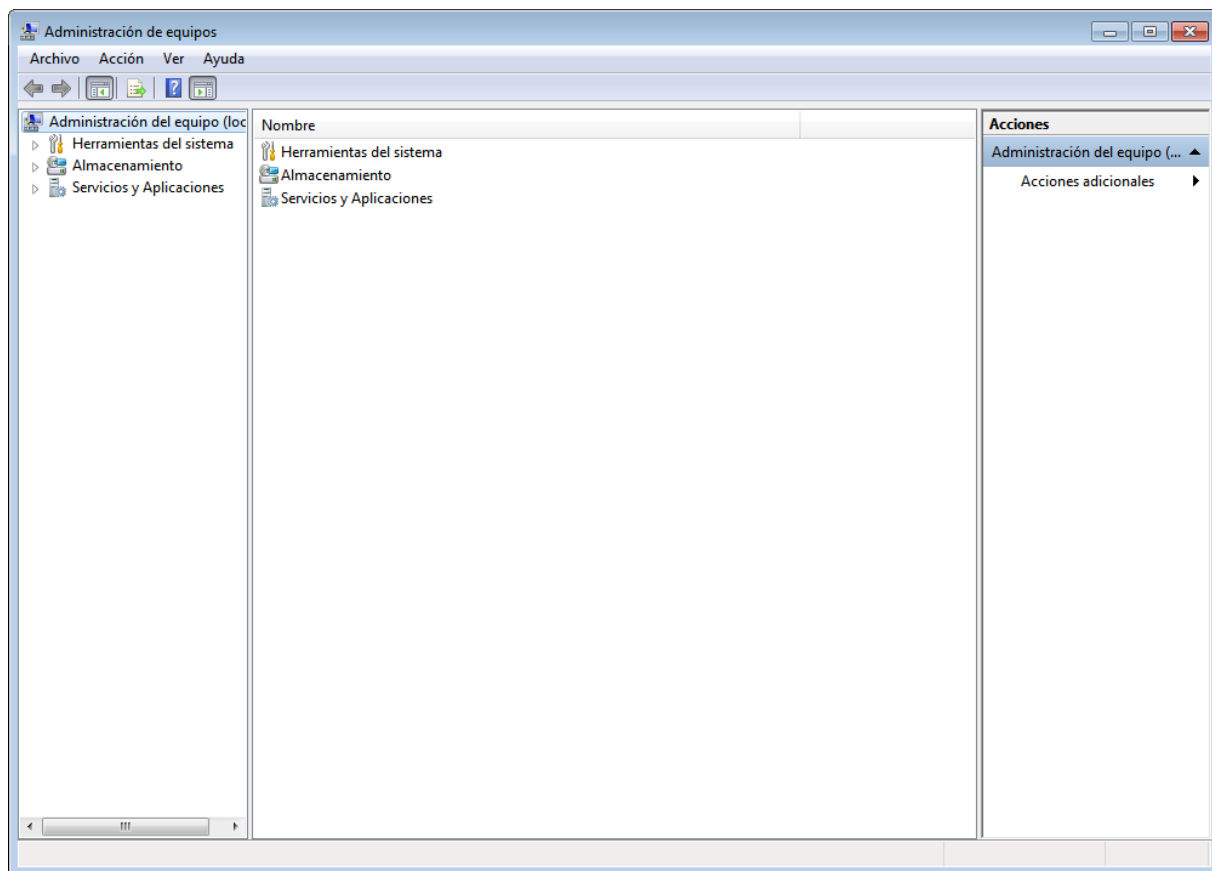 Administración de equipos
Archivo Acción Ver Ayuda
Administración del equipo (loc
Herramientas del sistema
Almacenamiento
Servicios y Aplicaciones
Nombre
Herramientas del sistema
Almacenamiento
Servicios y Aplicaciones
Acciones
Administración del equipo (...
Acciones adicionales